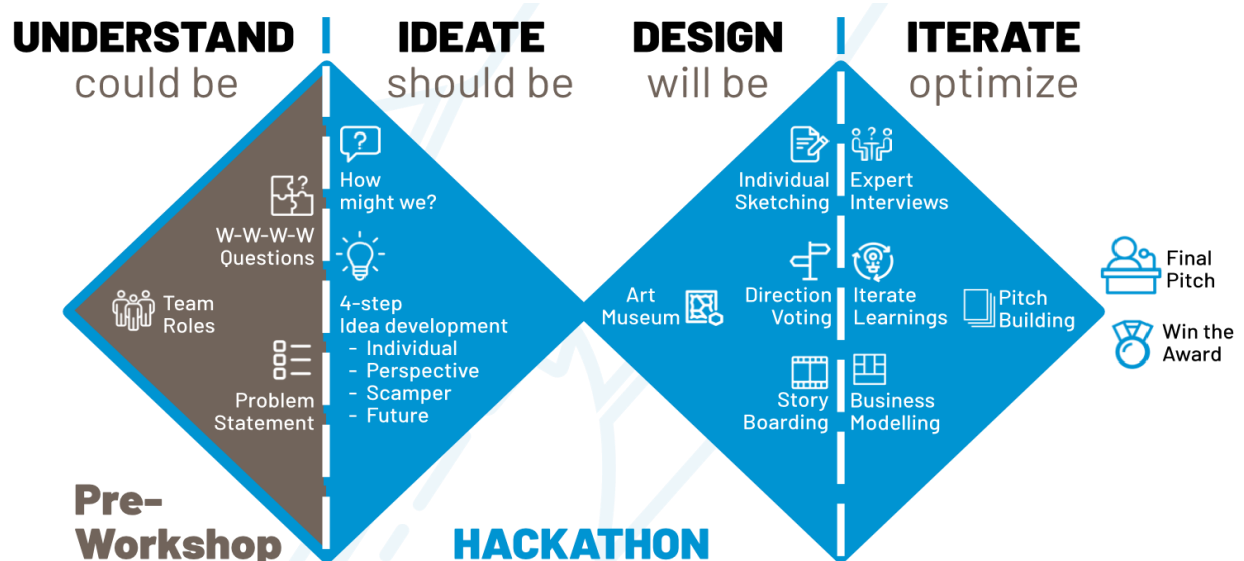 UNDERSTAND
could be
IDEATE
should be
DESIGN
will be
ITERATE
optimize
W-W-W-W
Questions
Team
Roles
Problem
Statement
How
might we?
4-step
Idea development
- Individual
- Perspective
- Scamper
- Future
Art
Museum
Individual
Sketching
Direction
Voting
Story
Boarding
Expert
Interviews
Iterate
Learnings
Business
Modelling
Pitch
Building
Final
Pitch
Win the
Award
Pre-
Workshop
HACKATHON